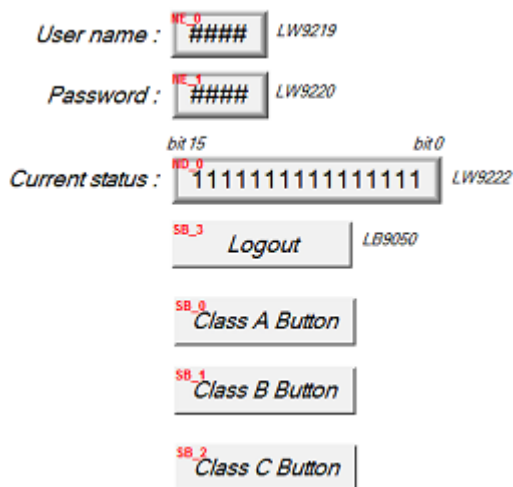 User name : NE_0 #### LW9219
Password : NE_1 #### LW9220
bit 15 bit 0
Current status : ND_0 1111111111111111 LW9222
SB_3 Logout LB9050
SB_0 Class A Button
SB_1 Class B Button
SB_2 Class C Button